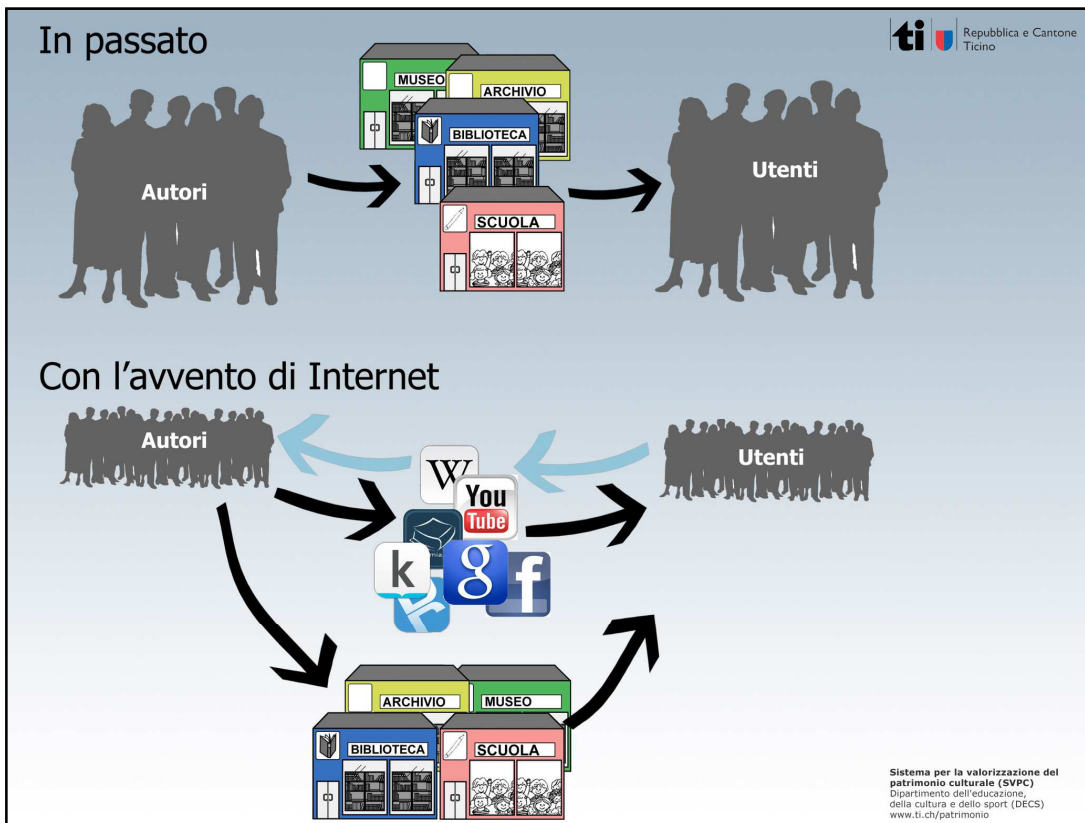 In passato
ti
Repubblica e Cantone
Ticino
MUSEO
ARCHIVIO
BIBLIOTECA
SCUOLA
Autori
Utenti
Con l'avvento di Internet
Autori
Utenti
W
You
Tube
k
g
f
ARCHIVIO
MUSEO
BIBLIOTECA
SCUOLA
Sistema per la valorizzazione del
patrimonio culturale (SVPC)
Dipartimento dell'educazione,
della cultura e dello sport (DECS)
www.ti.ch/patrimonio